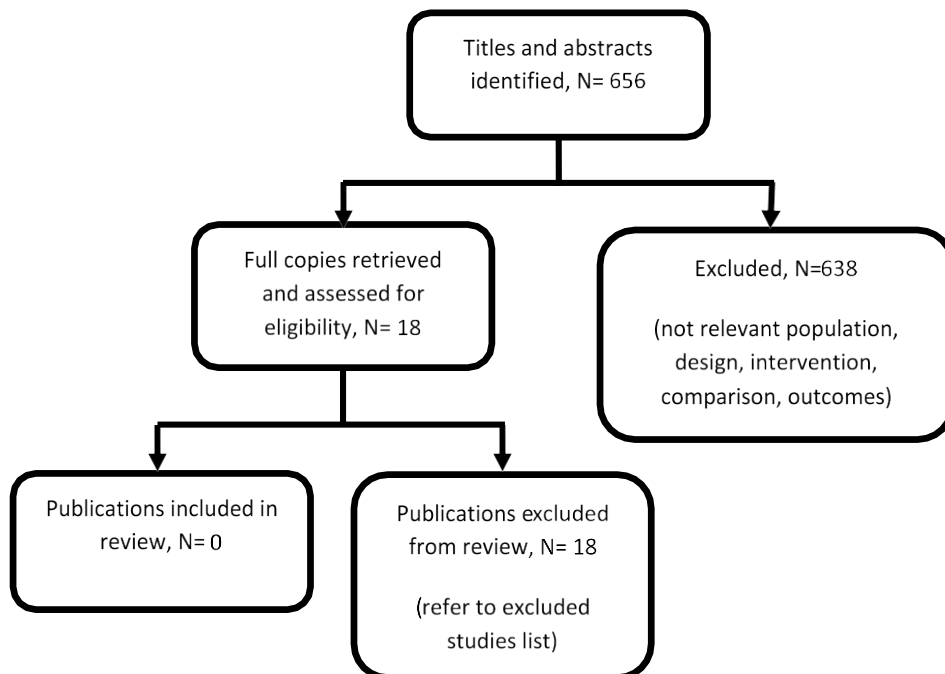 Titles and abstracts
identified, N= 656
Full copies retrieved
and assessed for
eligibility, N= 18
Excluded, N=638
(not relevant population,
design, intervention,
comparison, outcomes)
Publications included in
review, N= 0
Publications excluded
from review, N= 18
(refer to excluded
studies list)